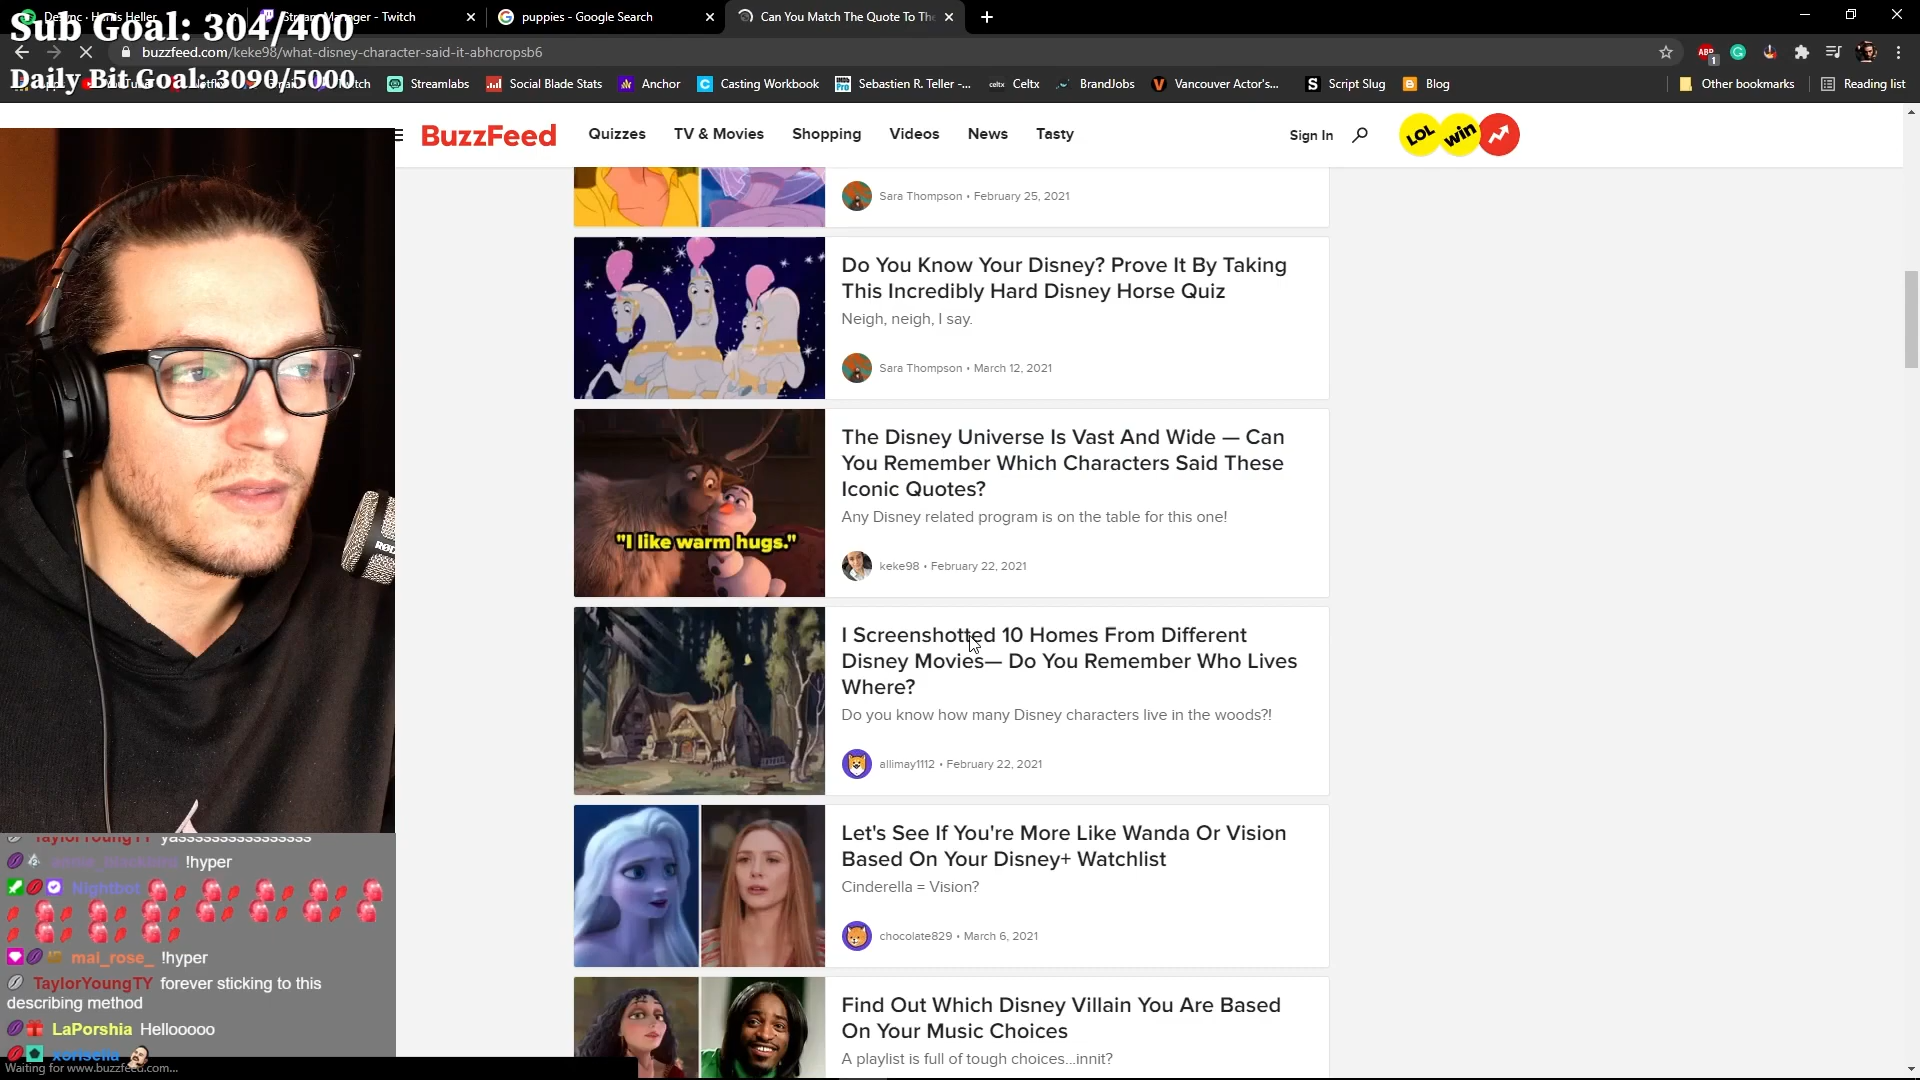 Sub Goal: 304/400
Daily Bit Goal: 3090/5000
Stream Manager - Twitch
puppies - Google Search
Can You Match The Quote To The
buzzfeed.com/keke98/what-disney-character-said-it-abhcropsb6
Streamlabs
Social Blade Stats
Anchor
Casting Workbook
Sebastien R. Teller -...
Celtx
BrandJobs
Vancouver Actor's...
Script Slug
Blog
Other bookmarks
Reading list
BuzzFeed
Quizzes
TV & Movies
Shopping
Videos
News
Tasty
Sign In
LOL
win
Sara Thompson • February 25, 2021
Do You Know Your Disney? Prove It By Taking
This Incredibly Hard Disney Horse Quiz
Neigh, neigh, I say.
Sara Thompson • March 12, 2021
The Disney Universe Is Vast And Wide — Can
You Remember Which Characters Said These
Iconic Quotes?
"I like warm hugs."
Any Disney related program is on the table for this one!
keke98 • February 22, 2021
I Screenshotted 10 Homes From Different
Disney Movies— Do You Remember Who Lives
Where?
Do you know how many Disney characters live in the woods?!
allimay1112 • February 22, 2021
Let's See If You're More Like Wanda Or Vision
Based On Your Disney+ Watchlist
Cinderella = Vision?
chocolate829 • March 6, 2021
Find Out Which Disney Villain You Are Based
On Your Music Choices
A playlist is full of tough choices...innit?
TaylorYoungTY yasssssssssssssss
!hyper
Nightbot
mal_rose_ !hyper
TaylorYoungTY forever sticking to this
describing method
LaPorshia Hellooooo
Waiting for www.buzzfeed.com...